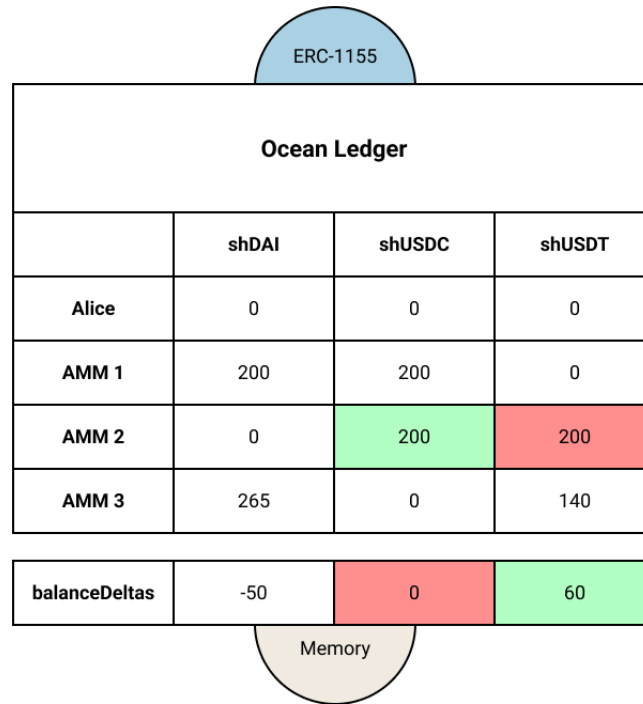 ERC-1155
Ocean Ledger
shDAI shUSDC shUSDT
Alice 0 0 0
AMM 1 200 200 0
AMM 2 0 200 200
AMM 3 265 0 140
balanceDeltas -50 0 60
Memory